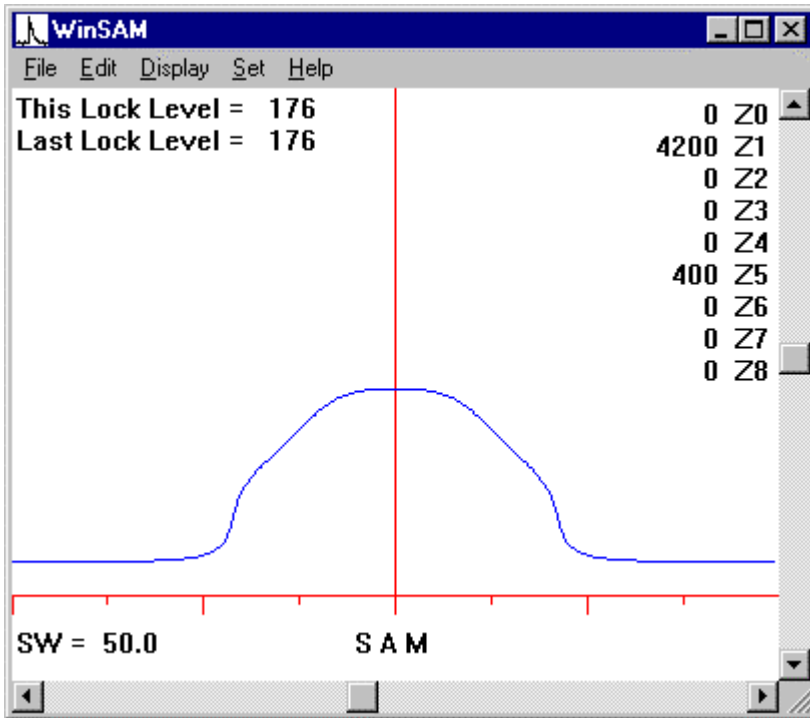 WinSAM
File Edit Display Set Help
This Lock Level = 176
Last Lock Level = 176
0 Z0
4200 Z1
0 Z2
0 Z3
0 Z4
400 Z5
0 Z6
0 Z7
0 Z8
SW = 50.0
S A M